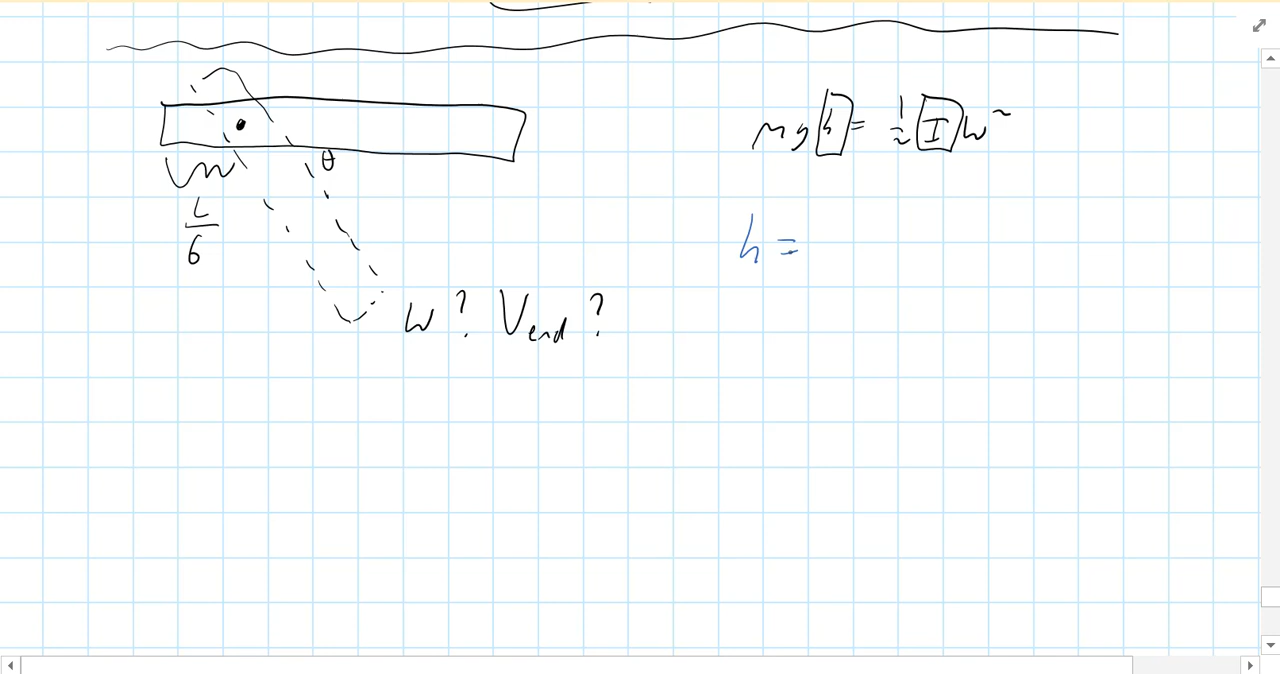 mgh = 1/2 I w²
θ
L/6
h =
w? V_end?